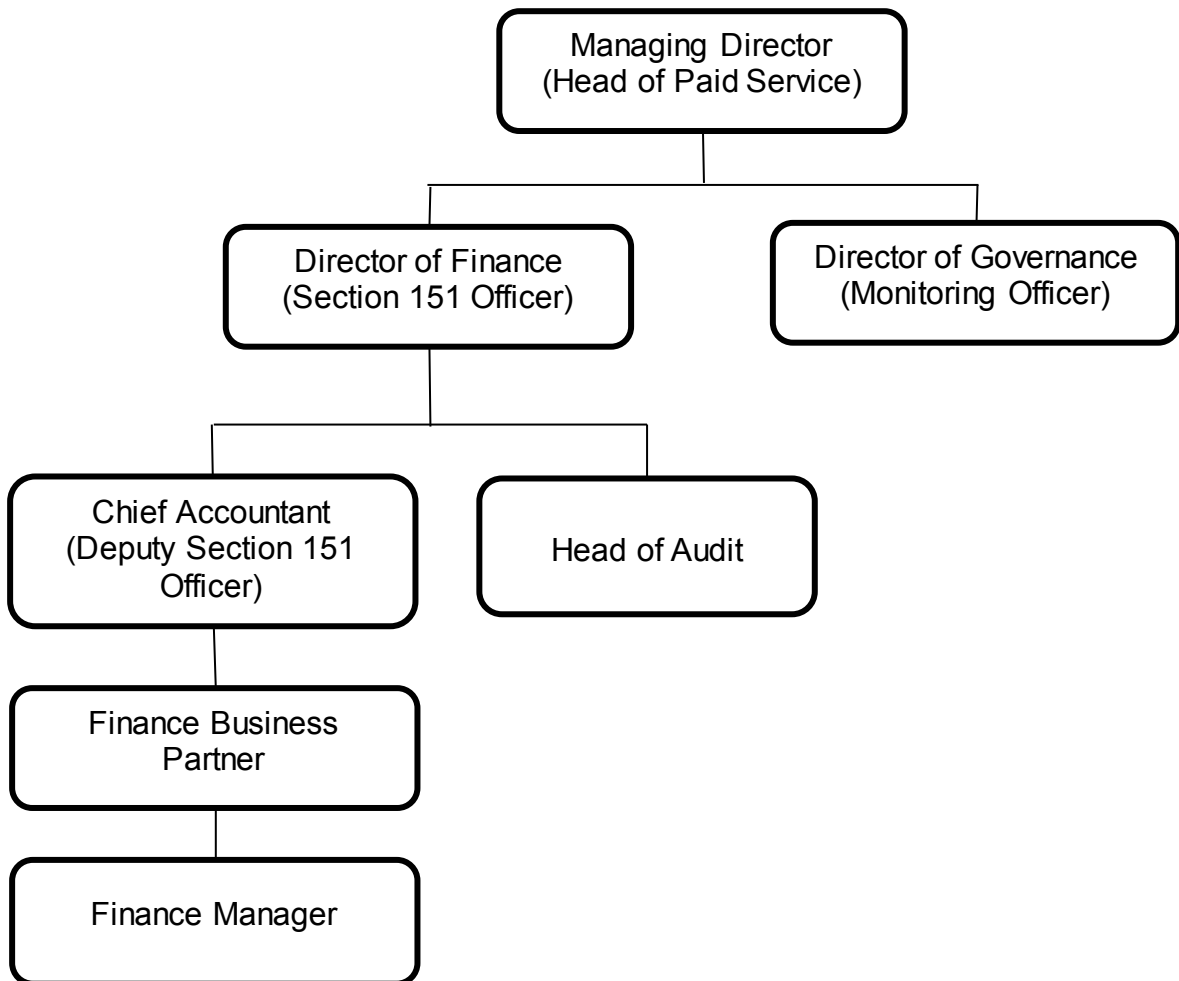 Managing Director
(Head of Paid Service)
Director of Finance
(Section 151 Officer)
Director of Governance
(Monitoring Officer)
Chief Accountant
(Deputy Section 151
Officer)
Head of Audit
Finance Business
Partner
Finance Manager